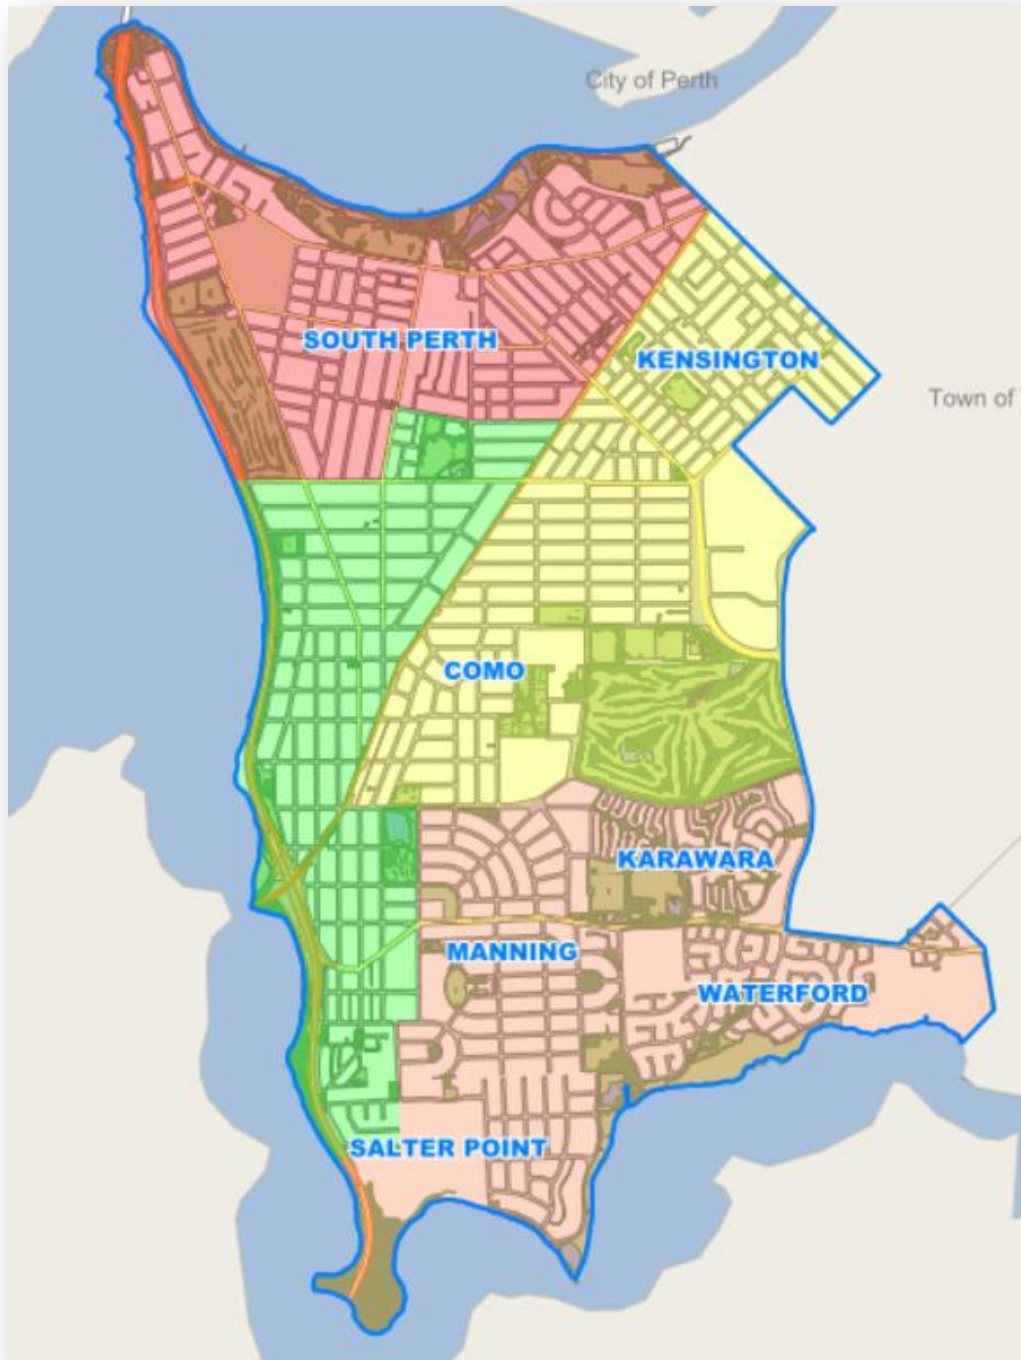 City of Perth
SOUTH PERTH
KENSINGTON
Town of
COMO
KARAWARA
MANNING
WATERFORD
SALTER POINT